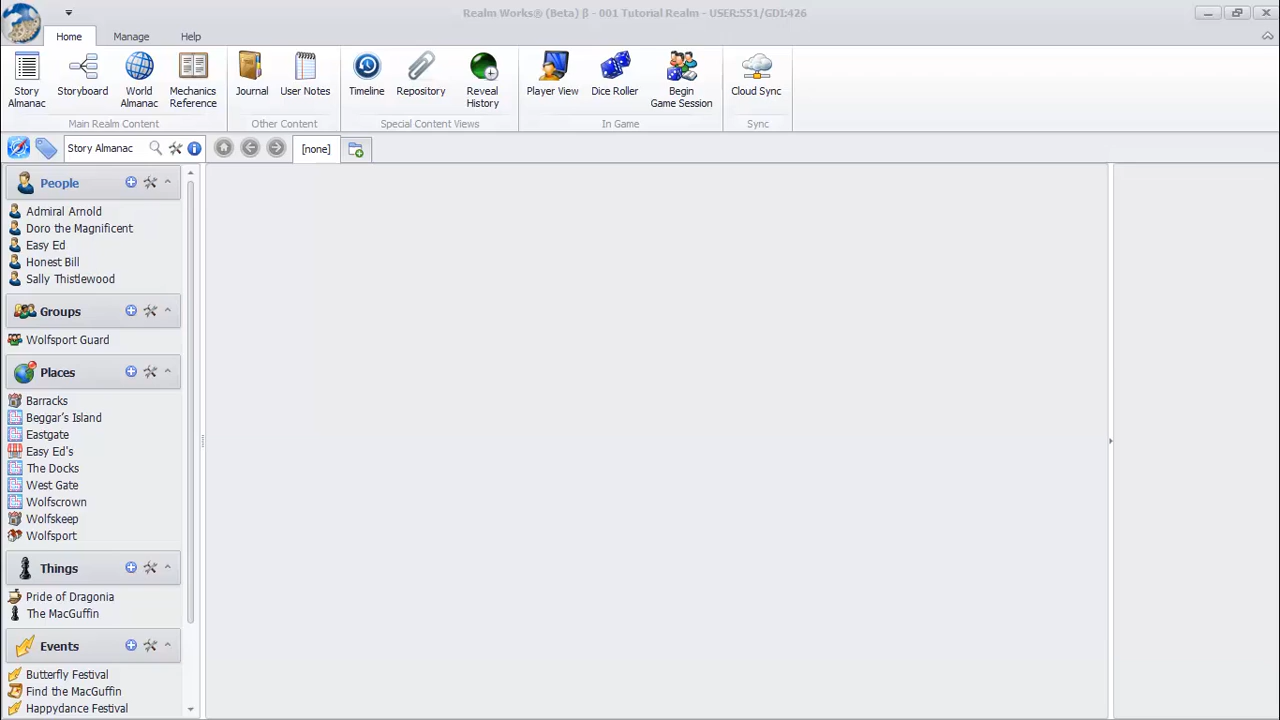 Realm Works® (Beta) β - 001 Tutorial Realm - USER:551/GDI:426
Home Manage Help
Story Almanac
Storyboard
World Almanac
Mechanics Reference
Main Realm Content
Journal
User Notes
Other Content
Timeline
Repository
Reveal History
Special Content Views
Player View
Dice Roller
Begin Game Session
In Game
Cloud Sync
Sync
Story Almanac
[none]
People
Admiral Arnold
Doro the Magnificent
Easy Ed
Honest Bill
Sally Thistlewood
Groups
Wolfsport Guard
Places
Barracks
Beggar's Island
Eastgate
Easy Ed's
The Docks
West Gate
Wolfscrown
Wolfskeep
Wolfsport
Things
Pride of Dragonia
The MacGuffin
Events
Butterfly Festival
Find the MacGuffin
Happydance Festival